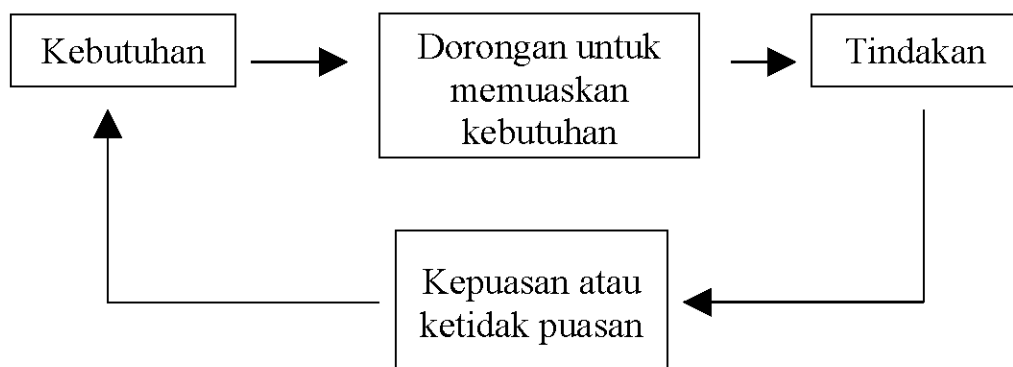 Kebutuhan
Dorongan untuk
memuaskan
kebutuhan
Tindakan
Kepuasan atau
ketidak puasan